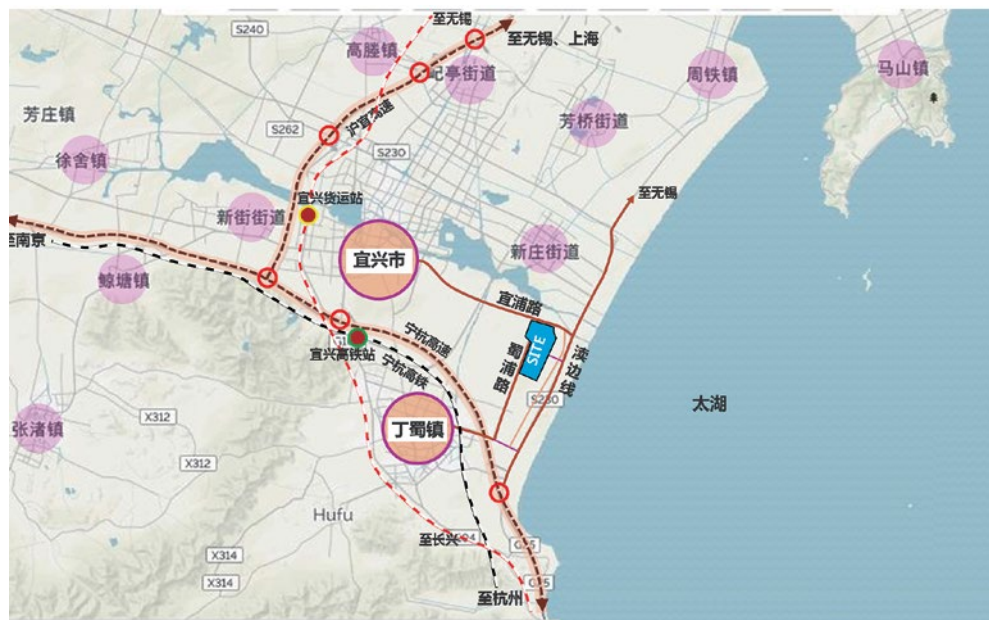 至无锡
S240
至无锡、上海
高塍镇
屺亭街道
周铁镇
马山镇
芳庄镇
沪宜高速
S262
芳桥街道
S230
徐舍镇
至无锡
宜兴货运站
新街街道
至南京
宜兴市
新庄街道
鲸塘镇
宜浦路
宁杭高速
SITE
宜兴高铁站
宁杭高铁
蜀浦路
渎边线
S230
太湖
X312
丁蜀镇
张渚镇
X312
Hufu
至长兴
X314
X314
至杭州